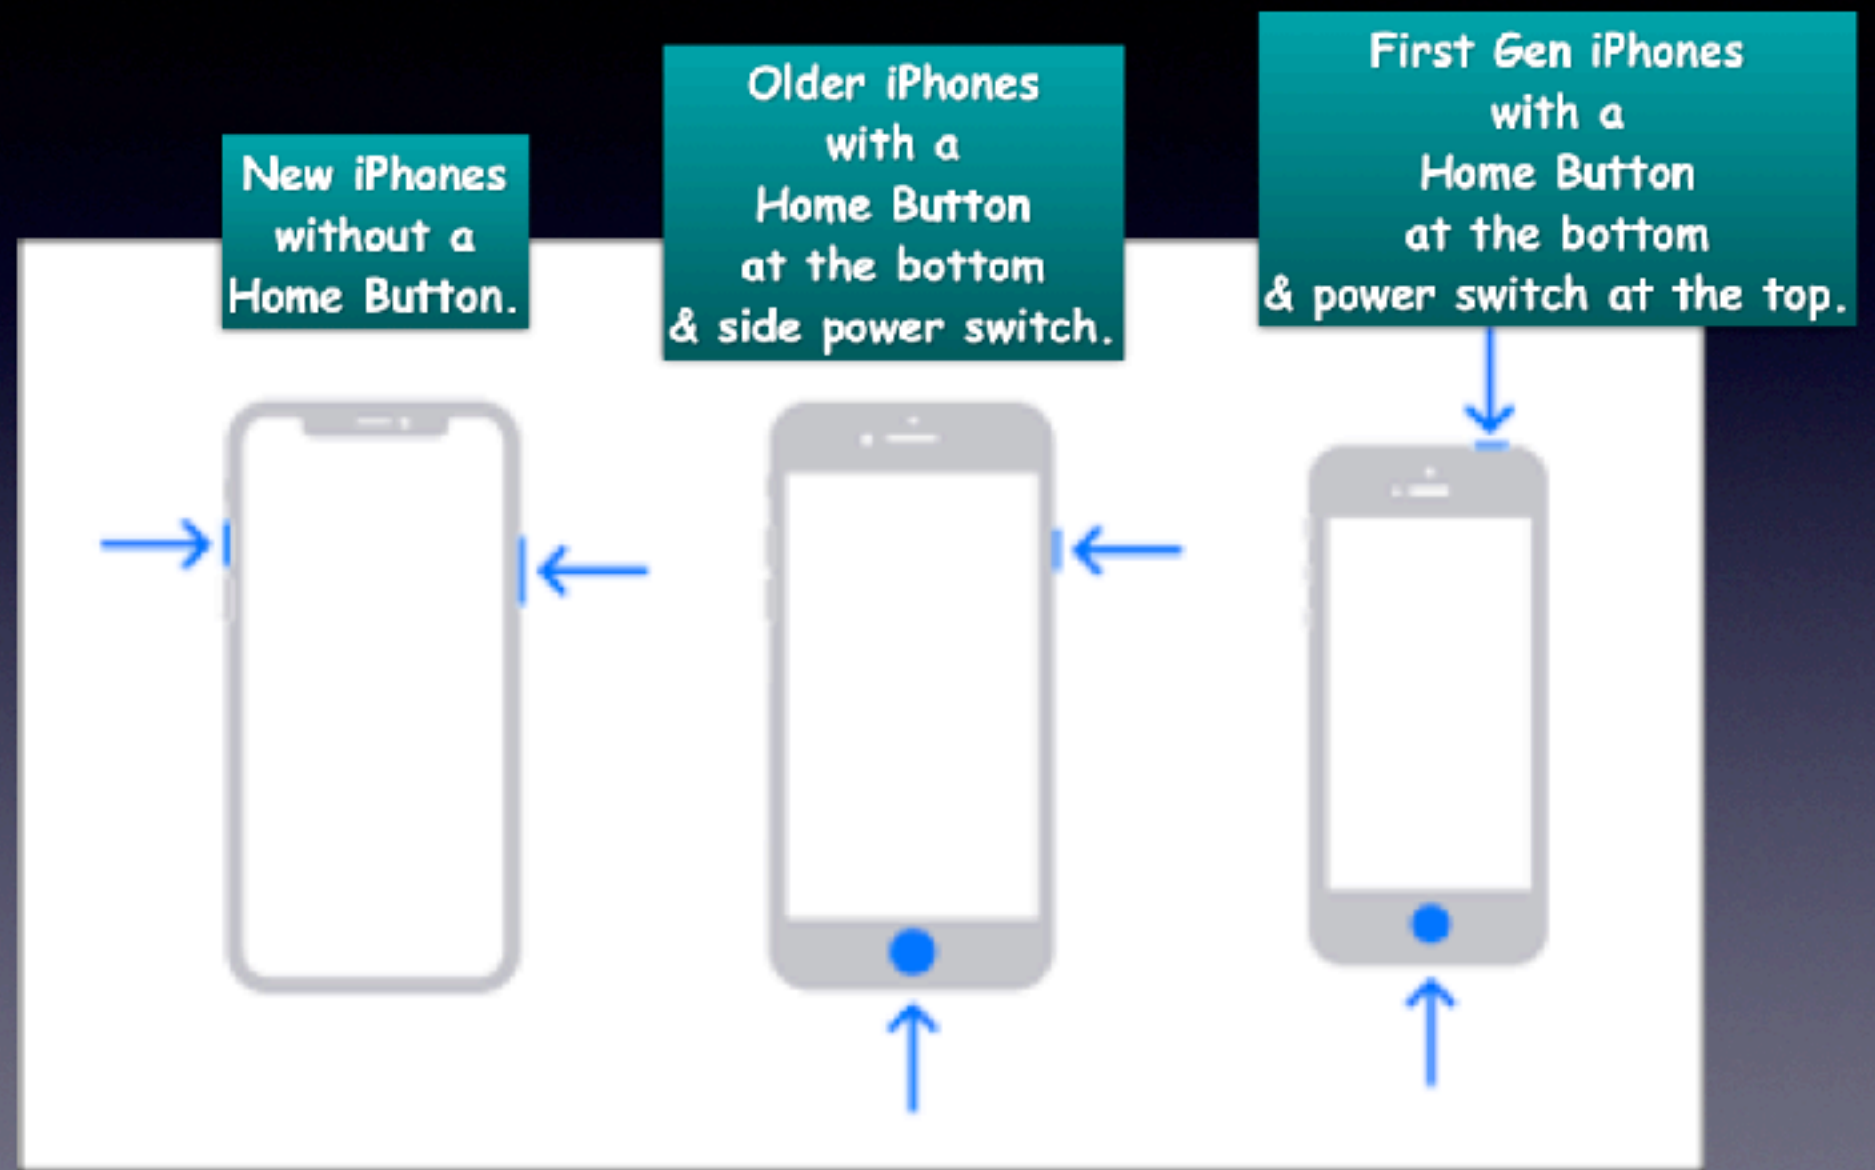 New iPhones
without a
Home Button.
Older iPhones
with a
Home Button
at the bottom
& side power switch.
First Gen iPhones
with a
Home Button
at the bottom
& power switch at the top.